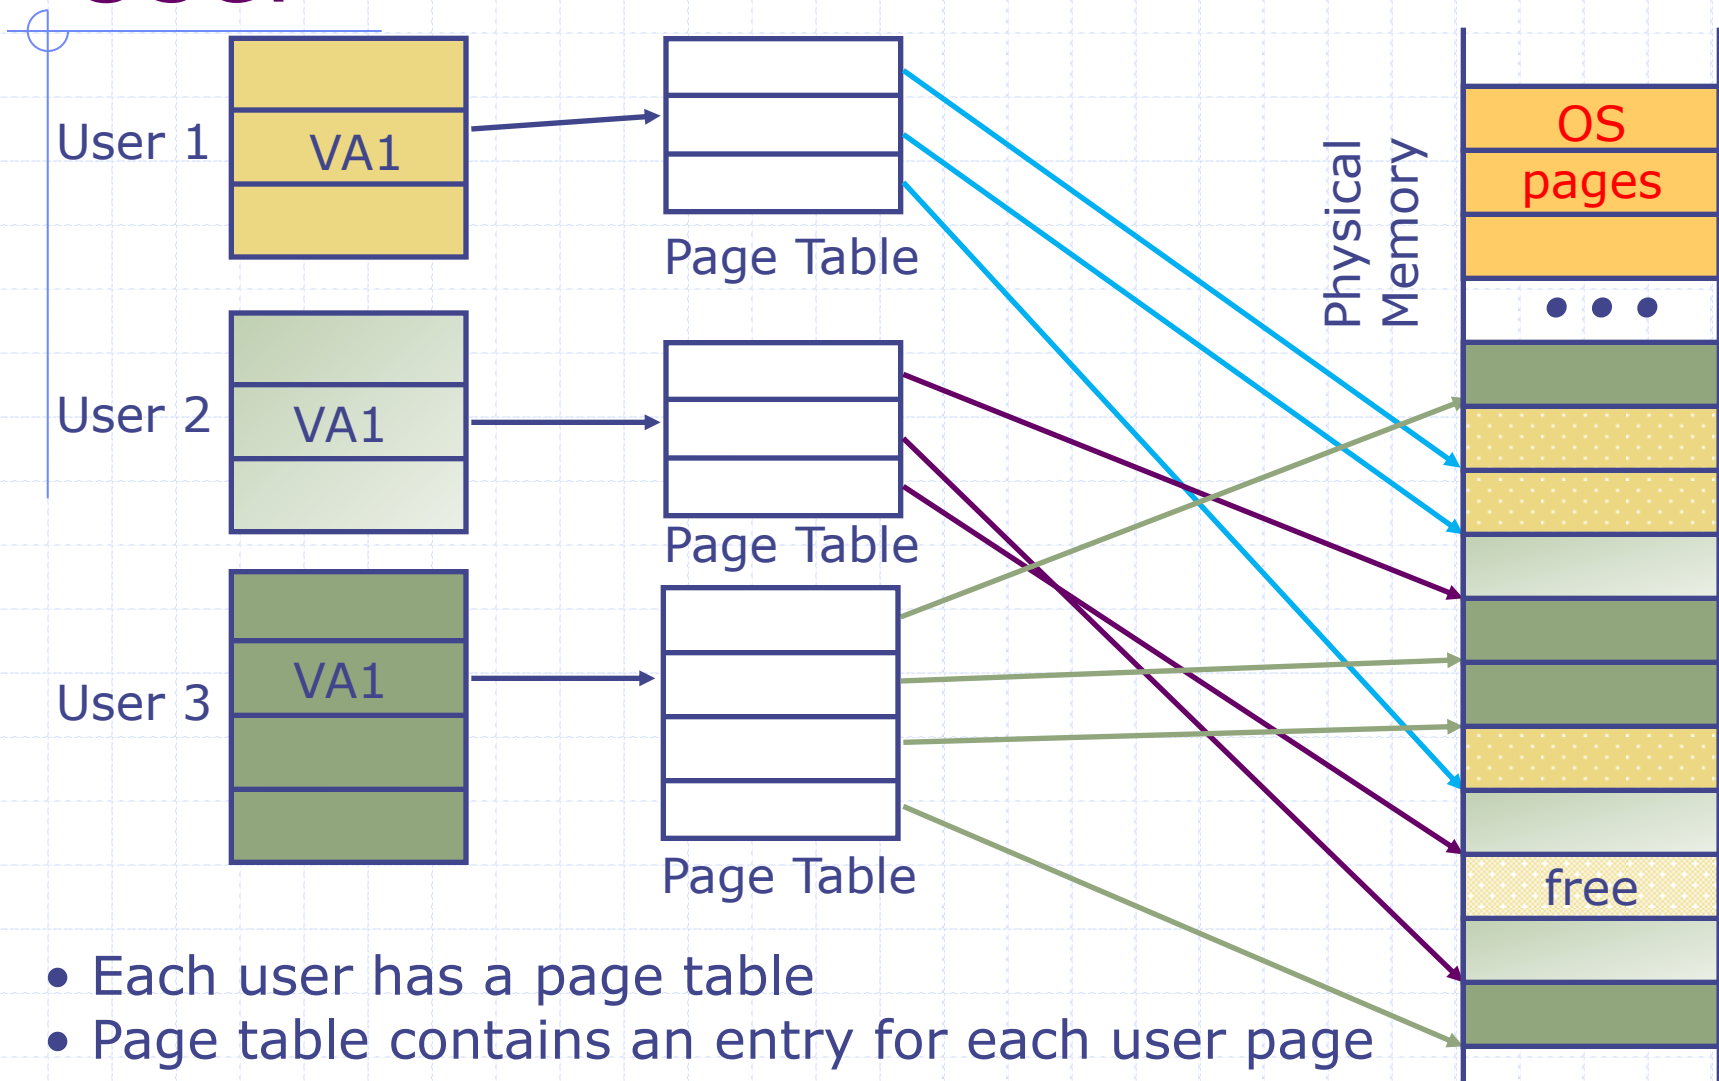 User 1
VA1
Page Table
User 2
VA1
Page Table
User 3
VA1
Page Table
Physical
Memory
OS
pages
•••
free
• Each user has a page table
• Page table contains an entry for each user page